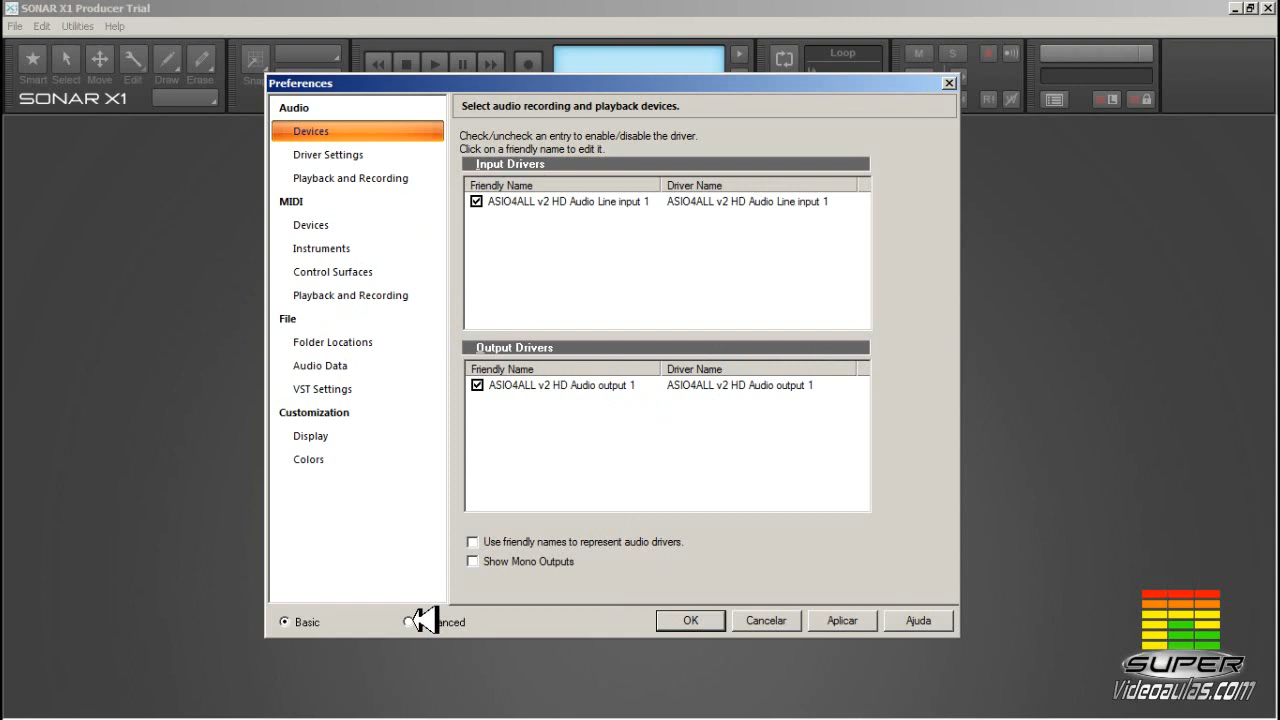 SONAR X1 Producer Trial
File Edit Utilities Help
Smart Select Move Edit Draw Erase
Loop
M S
SONAR X1
R! W L
Preferences
Audio
Devices
Driver Settings
Playback and Recording
MIDI
Devices
Instruments
Control Surfaces
Playback and Recording
File
Folder Locations
Audio Data
VST Settings
Customization
Display
Colors
Basic
Select audio recording and playback devices.
Check/uncheck an entry to enable/disable the driver.
Click on a friendly name to edit it.
Input Drivers
Friendly Name Driver Name
ASIO4ALL v2 HD Audio Line input 1 ASIO4ALL v2 HD Audio Line input 1
Output Drivers
Friendly Name Driver Name
ASIO4ALL v2 HD Audio output 1 ASIO4ALL v2 HD Audio output 1
Use friendly names to represent audio drivers.
Show Mono Outputs
OK Cancelar Aplicar Ajuda
SUPER
Videoaulas.com